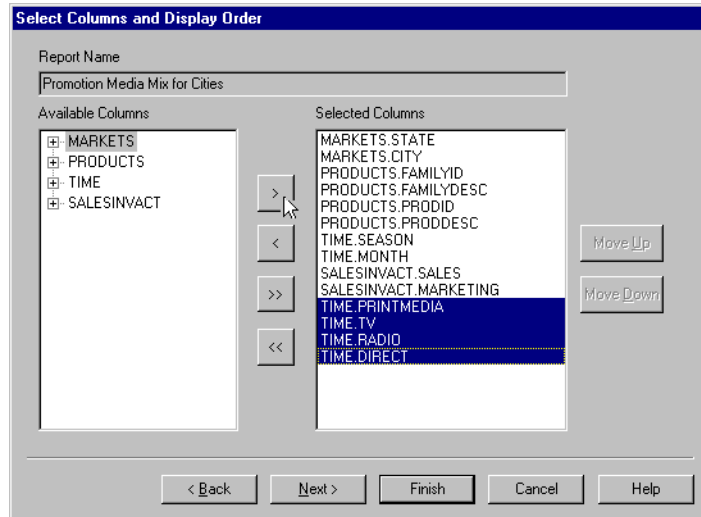 Select Columns and Display Order
Report Name
Promotion Media Mix for Cities
Available Columns
MARKETS
PRODUCTS
TIME
SALESINVACT
>
<
>>
<<
Selected Columns
MARKETS.STATE
MARKETS.CITY
PRODUCTS.FAMILYID
PRODUCTS.FAMILYDESC
PRODUCTS.PRODID
PRODUCTS.PRODDESC
TIME.SEASON
TIME.MONTH
SALESINVACT.SALES
SALESINVACT.MARKETING
TIME.PRINTMEDIA
TIME.TV
TIME.RADIO
TIME.DIRECT
Move Up
Move Down
< Back
Next >
Finish
Cancel
Help